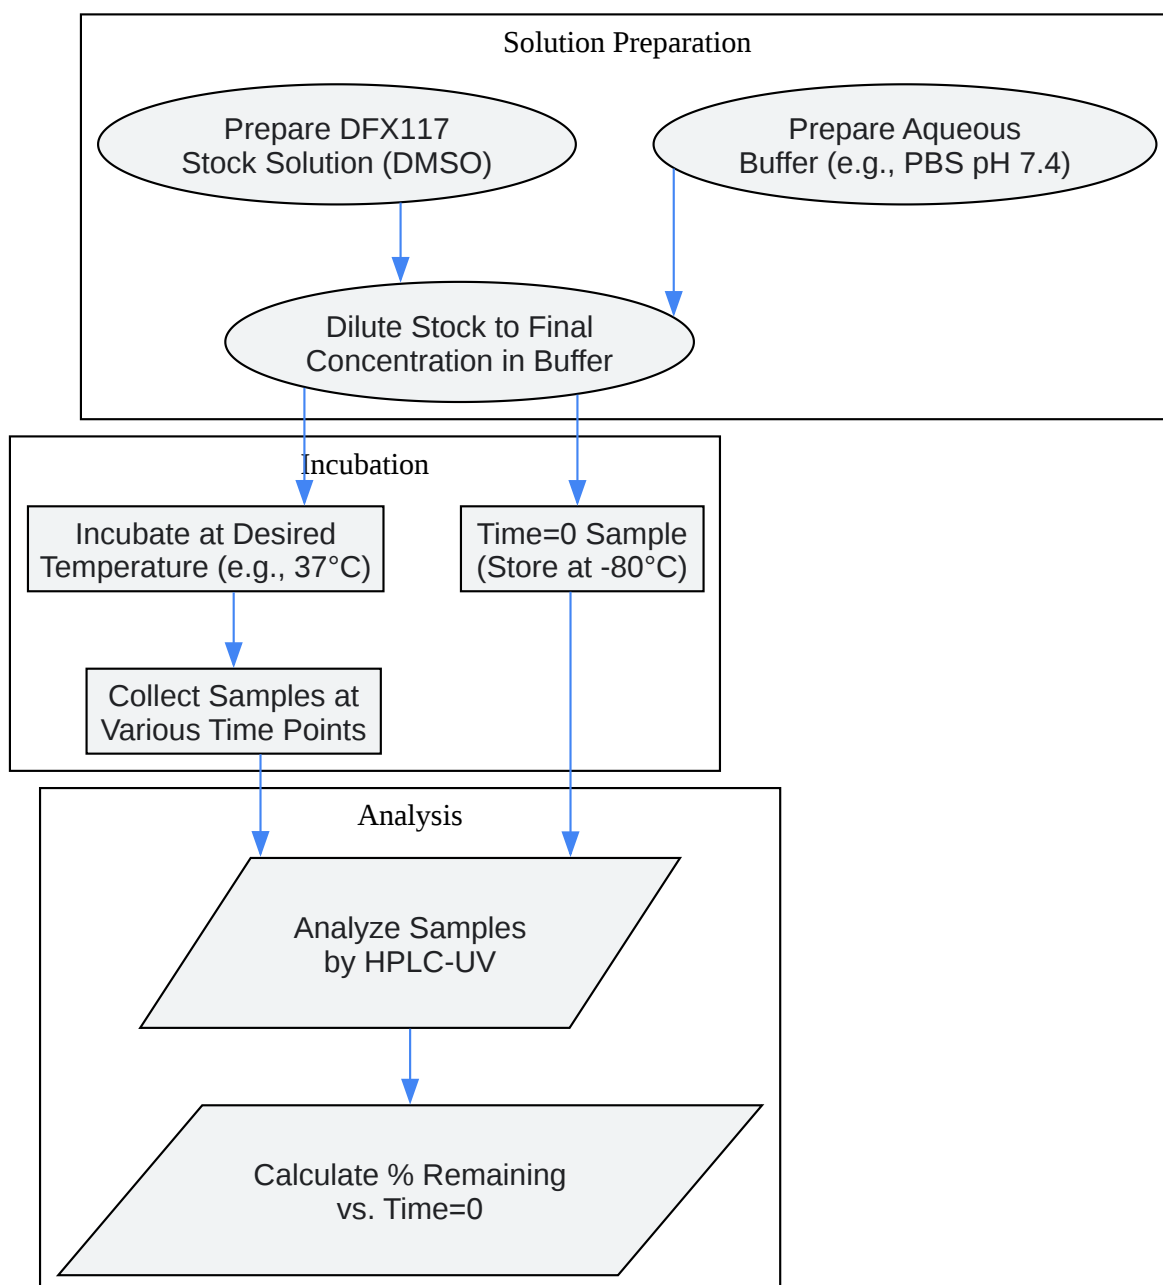 Solution Preparation
Prepare DFX117
Stock Solution (DMSO)
Prepare Aqueous
Buffer (e.g., PBS pH 7.4)
Dilute Stock to Final
Concentration in Buffer
Incubation
Incubate at Desired
Temperature (e.g., 37°C)
Time=0 Sample
(Store at -80°C)
Collect Samples at
Various Time Points
Analysis
Analyze Samples
by HPLC-UV
Calculate % Remaining
vs. Time=0